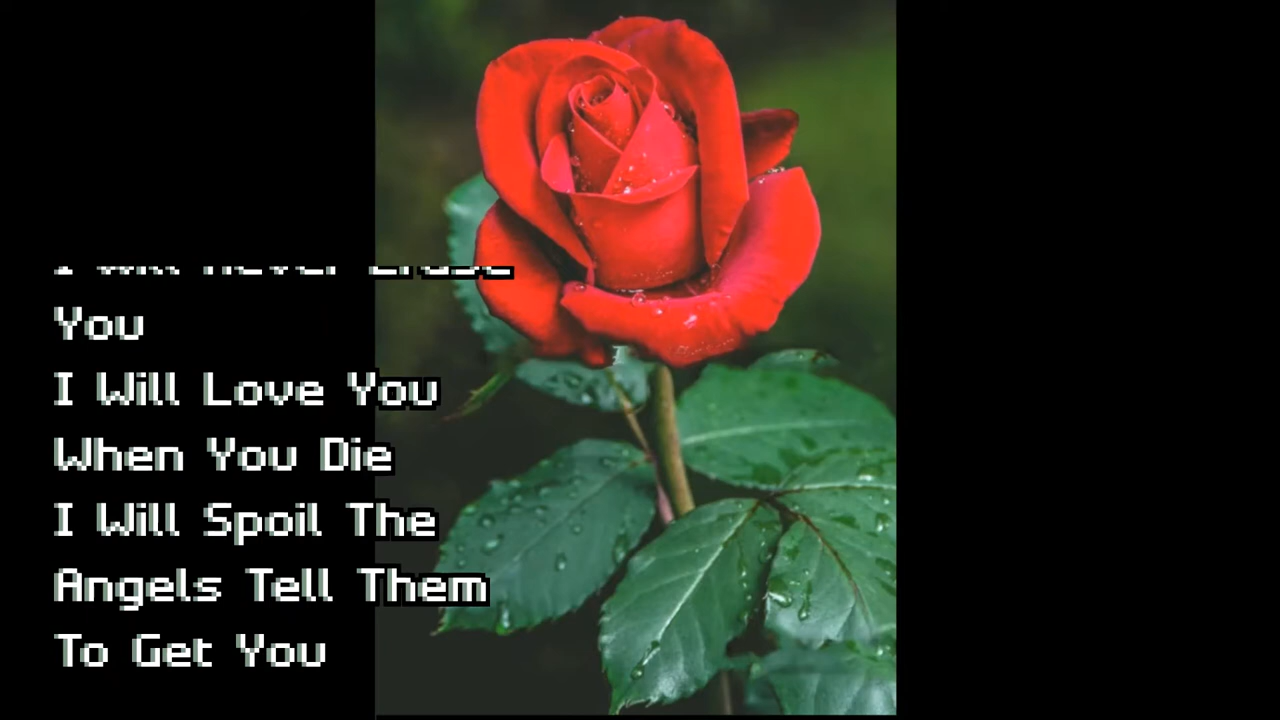 You
I Will Love You
When You Die
I Will Spoil The
Angels Tell Them
To Get You